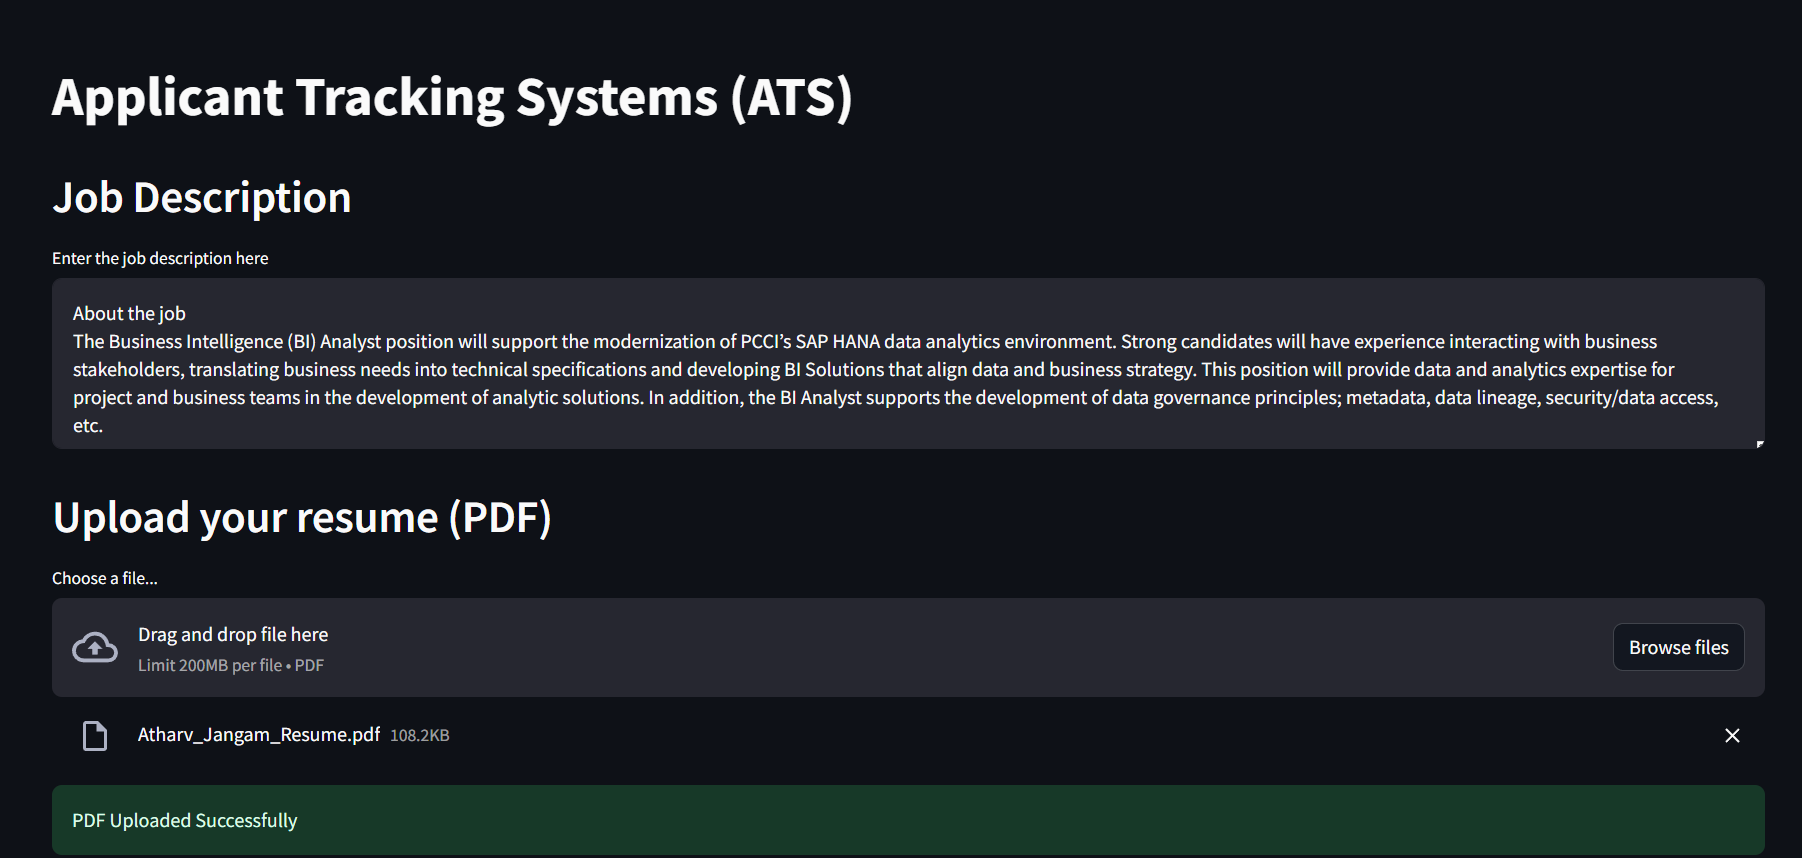 Applicant Tracking Systems (ATS)
Job Description
Enter the job description here
About the job
The Business Intelligence (BI) Analyst position will support the modernization of PCCI’s SAP HANA data analytics environment. Strong candidates will have experience interacting with business
stakeholders, translating business needs into technical specifications and developing BI Solutions that align data and business strategy. This position will provide data and analytics expertise for
project and business teams in the development of analytic solutions. In addition, the BI Analyst supports the development of data governance principles; metadata, data lineage, security/data access,
etc.
Upload your resume (PDF)
Choose a file...
Drag and drop file here
Limit 200MB per file • PDF
Browse files
Atharv_Jangam_Resume.pdf 108.2KB
PDF Uploaded Successfully